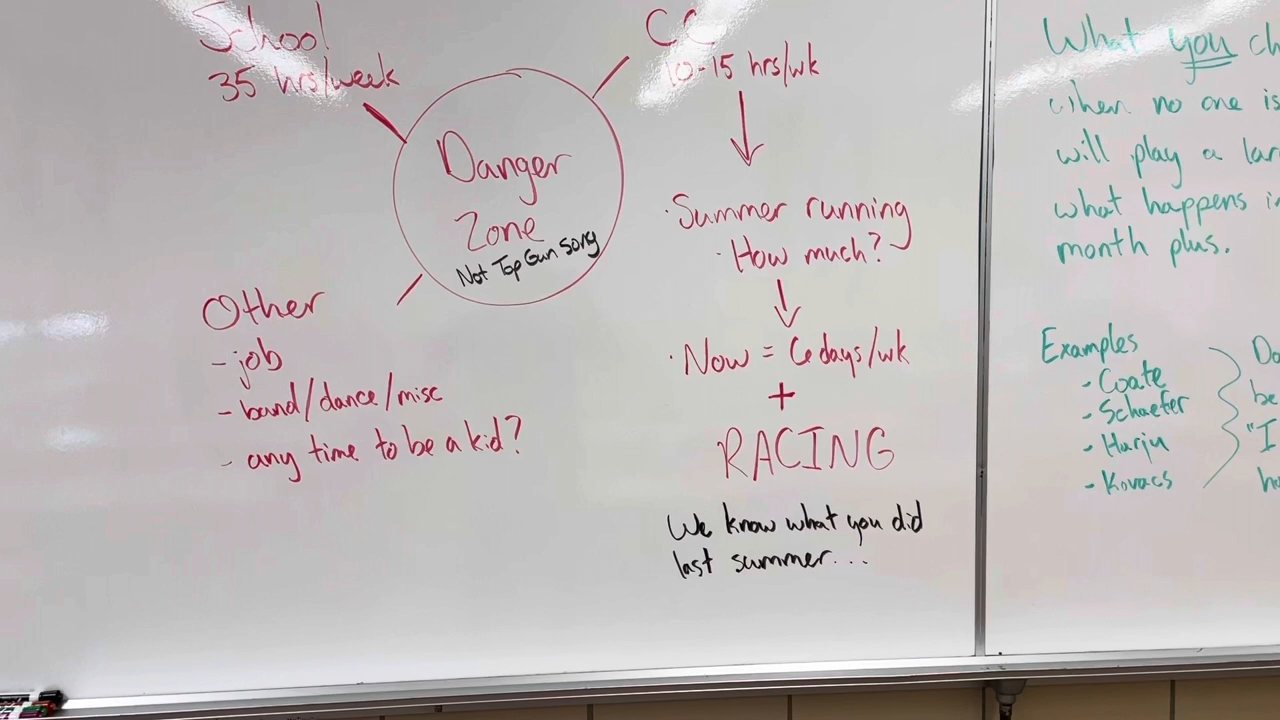 School
35 hrs/week
CC
10-15 hrs/wk
Danger
Zone
Not Top Gun Song
· Summer running
· How much?
· Now = 6 days/wk
+
RACING
We know what you did
last summer...
Other
- job
- band/dance/misc
- any time to be a kid?
What you ch
when no one is
will play a lar
what happens in
month plus.
Examples
- Coate
- Schaefer
- Harju
- Kovacs
be
"I